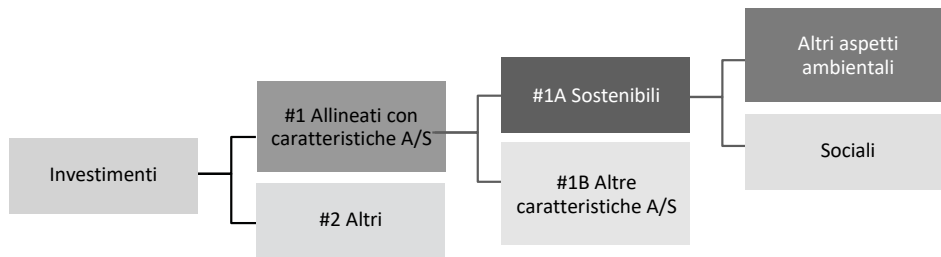 Investimenti
#1 Allineati con
caratteristiche A/S
#2 Altri
#1A Sostenibili
#1B Altre
caratteristiche A/S
Altri aspetti
ambientali
Sociali